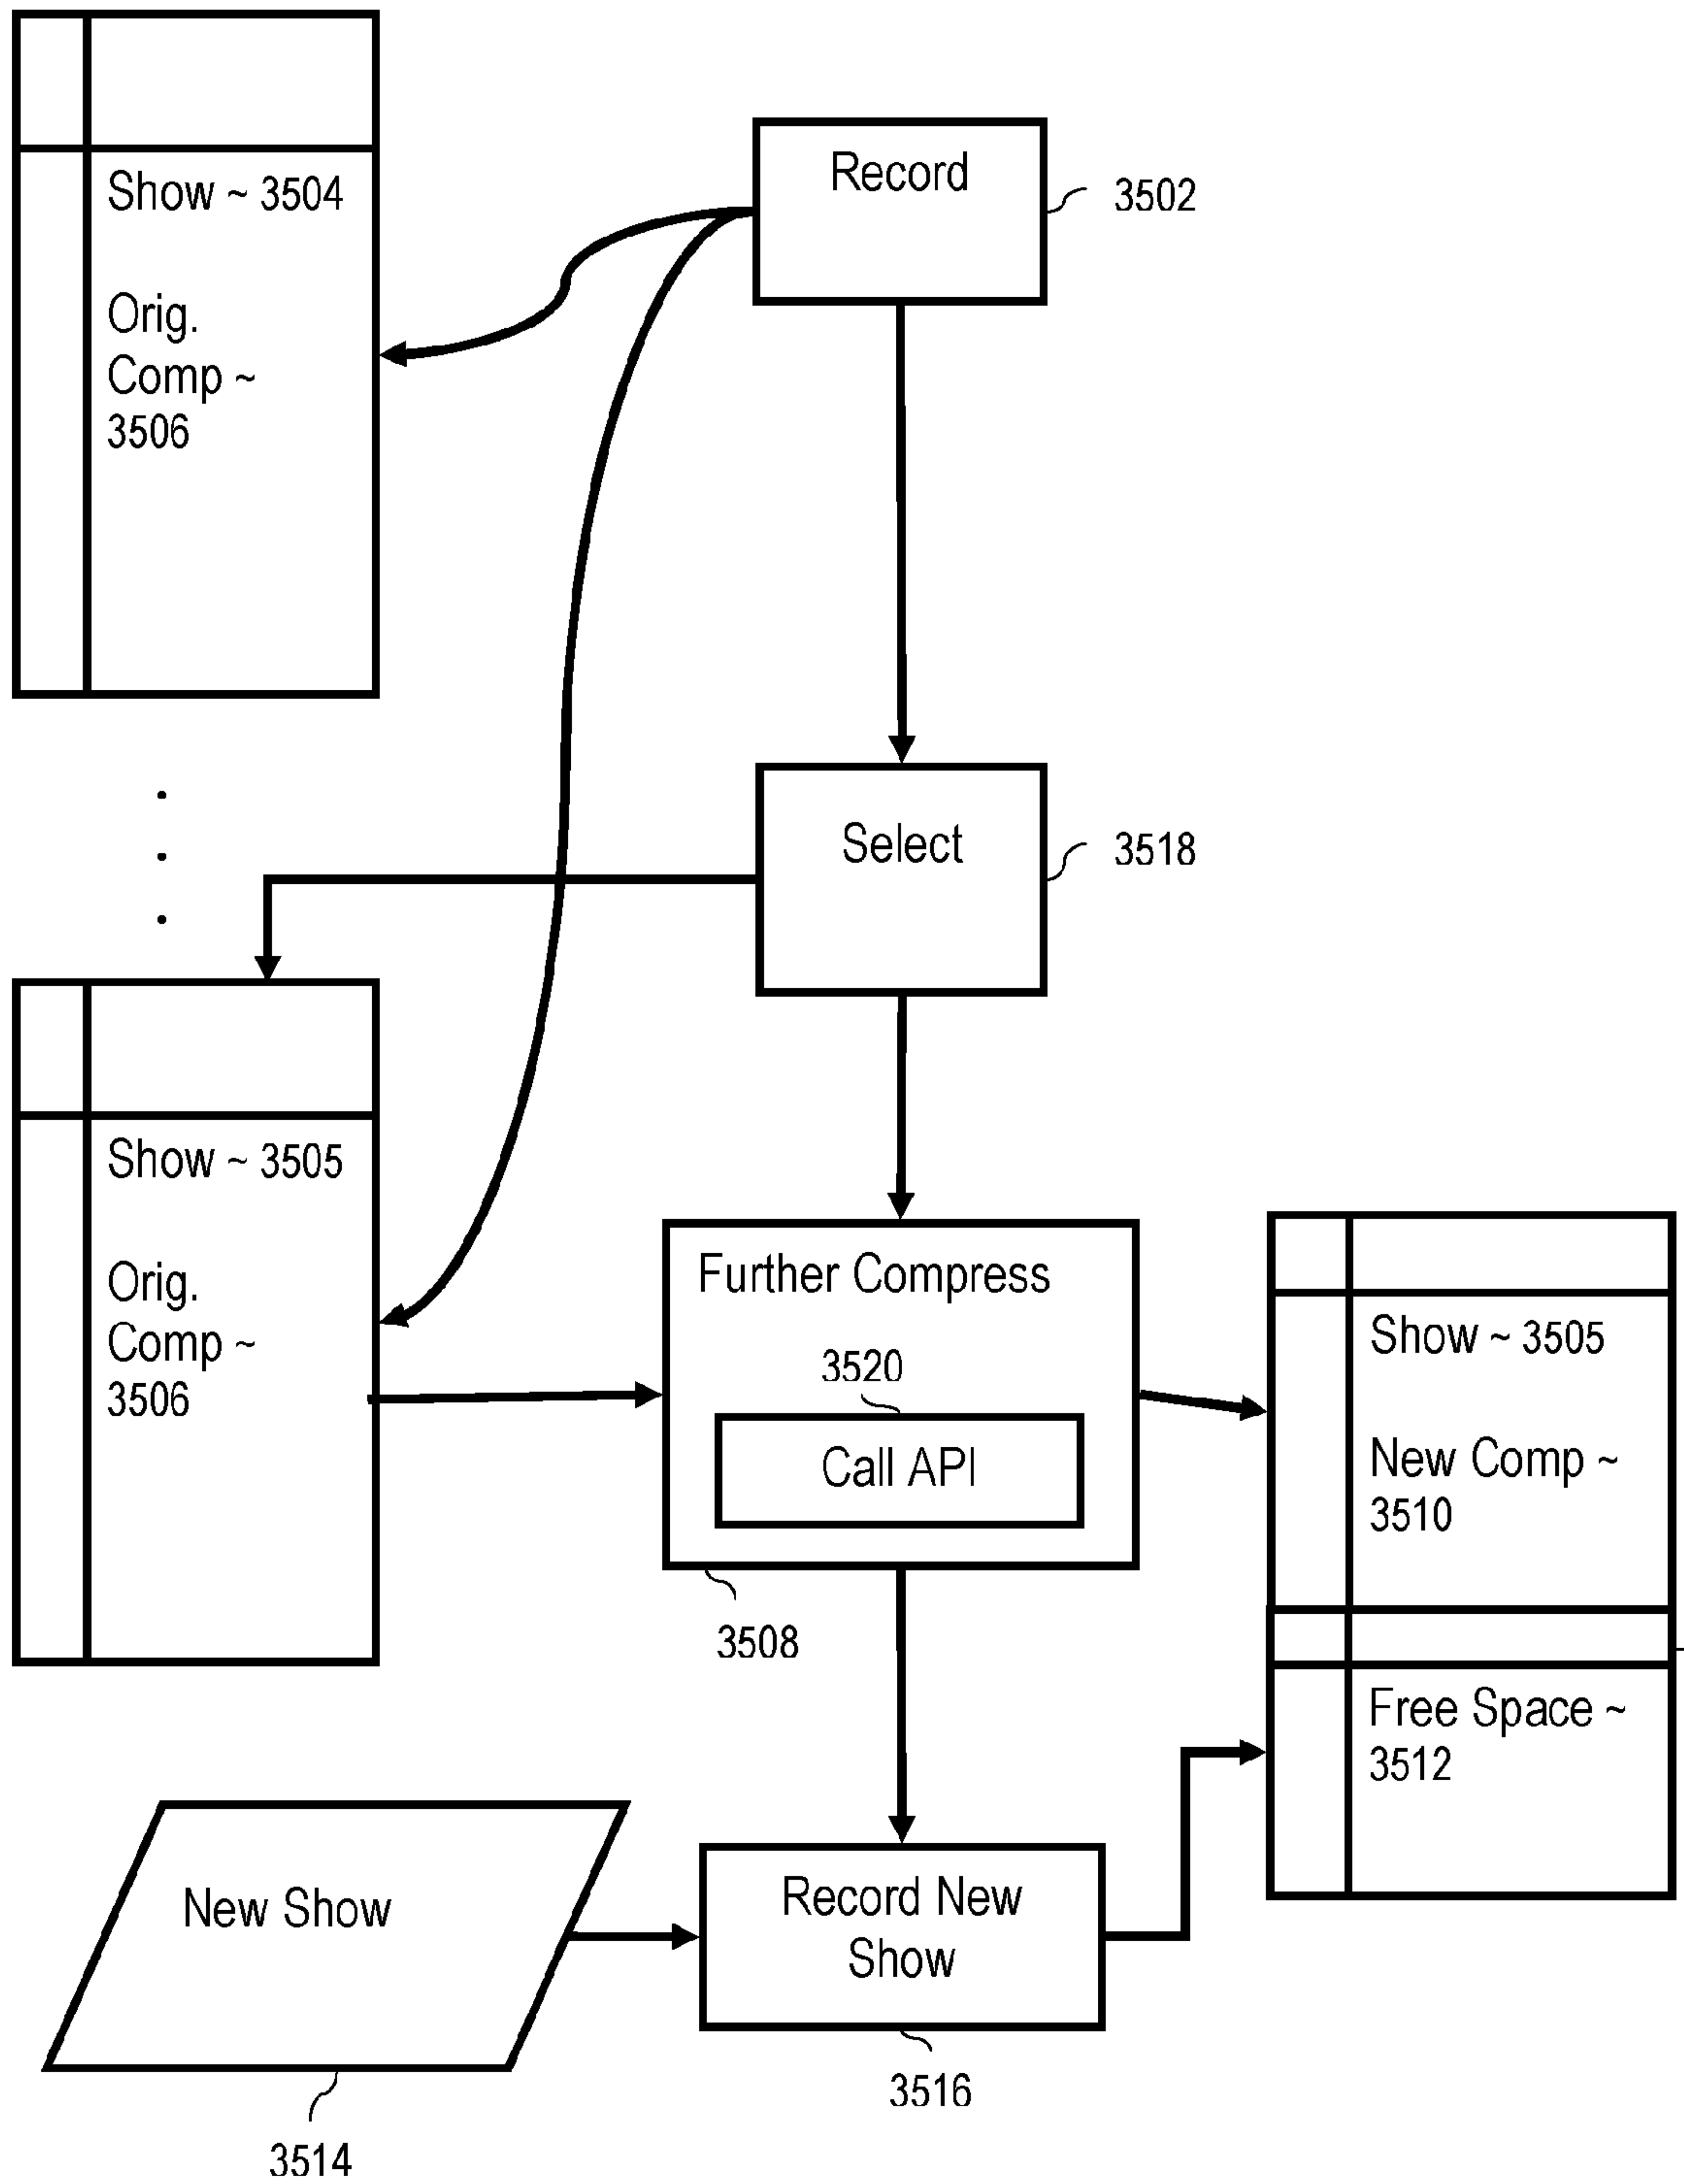 Record
3502
Show ~ 3504
Orig.
Comp ~
3506
Select
3518
Show ~ 3505
Orig.
Comp ~
3506
Further Compress
3520
Call API
3508
Show ~ 3505
New Comp ~
3510
Free Space ~
3512
New Show
3514
Record New
Show
3516